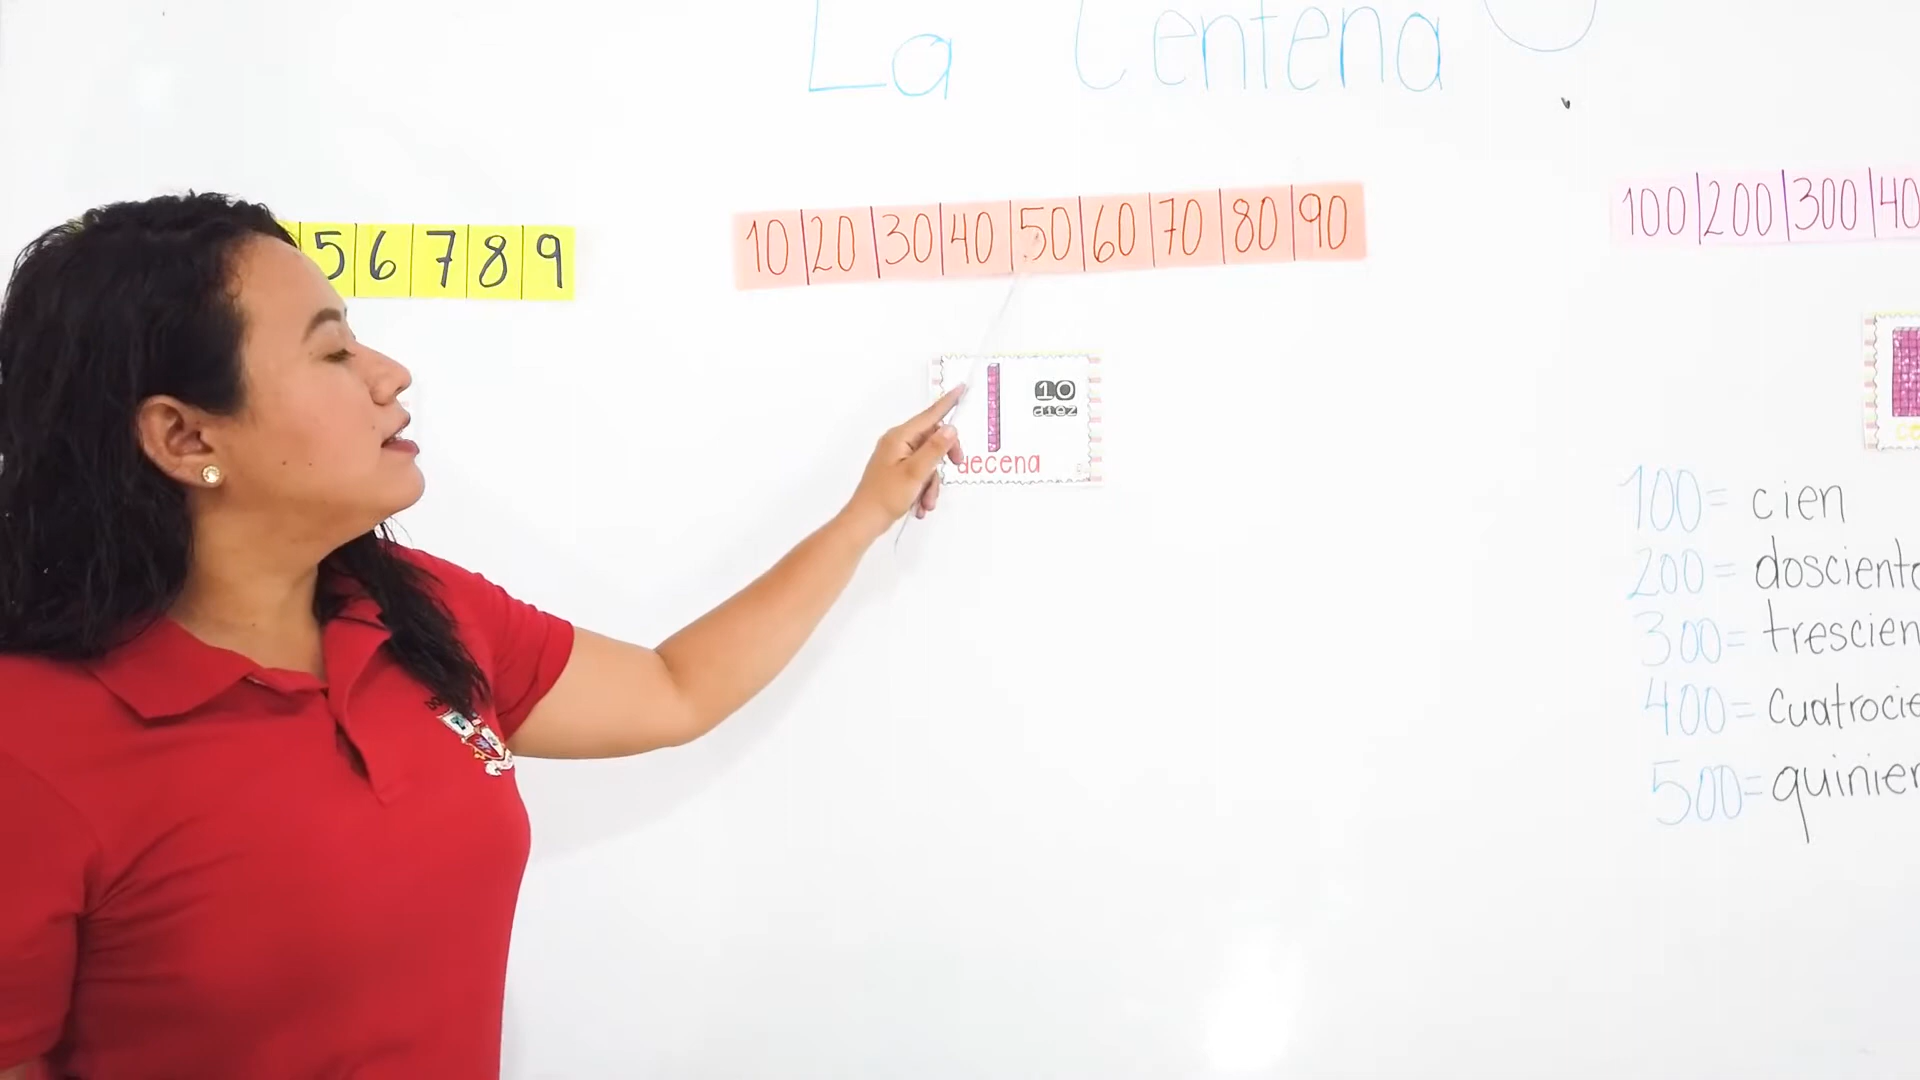 La Centena
5 6 7 8 9
10 20 30 40 50 60 70 80 90
100 200 300 40
10
diez
decena
100= cien
200=
300=
400=
500=